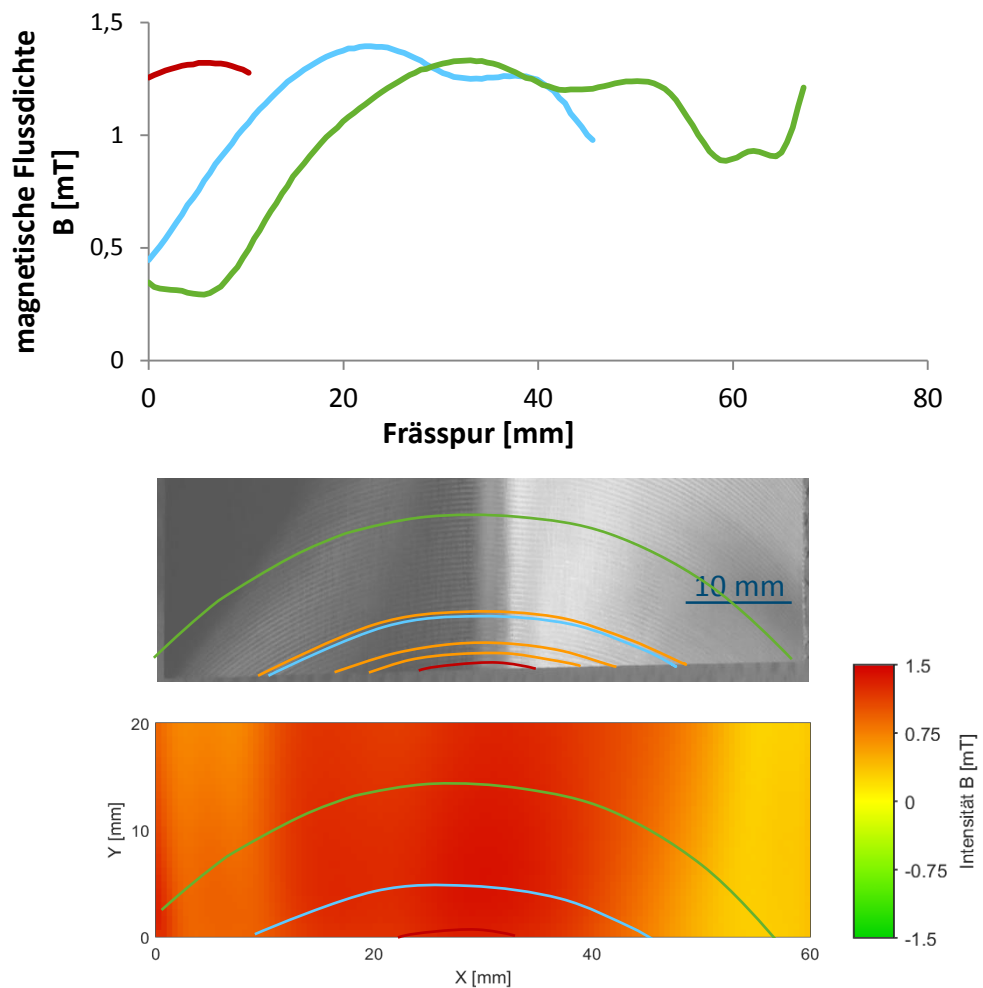 magnetische Flussdichte
B [mT]
1,5
1
0,5
0
0 20 40 60 80
Frässpur [mm]
10 mm
20
10
0
Y [mm]
0 20 40 60
X [mm]
1.5
0.75
0
-0.75
-1.5
Intensität B [mT]